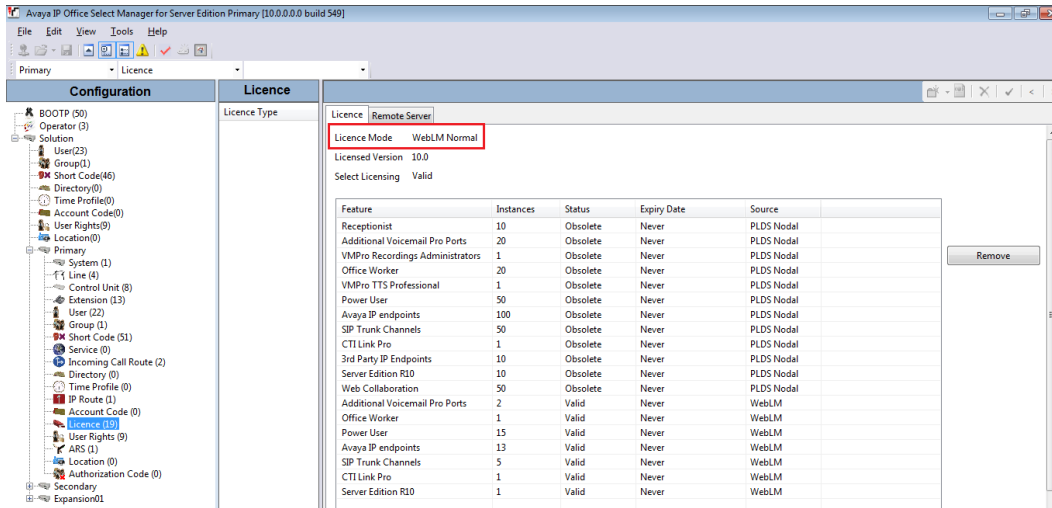 Avaya IP Office Select Manager for Server Edition Primary [10.0.0.0.0 build 549]
File Edit View Tools Help
Primary Licence
Configuration
BOOTP (50)
Operator (3)
Solution
User(23)
Group(1)
Short Code(46)
Directory(0)
Time Profile(0)
Account Code(0)
User Rights(9)
Location(0)
Primary
System (1)
Line (4)
Control Unit (8)
Extension (13)
User (22)
Group (1)
Short Code (51)
Service (0)
Incoming Call Route (2)
Directory (0)
Time Profile (0)
IP Route (1)
Account Code (0)
Licence (19)
User Rights (9)
ARS (1)
Location (0)
Authorization Code (0)
Secondary
Expansion01
Licence
Licence Type
Licence Remote Server
Licence Mode WebLM Normal
Licensed Version 10.0
Select Licensing Valid
Feature Instances Status Expiry Date Source
Receptionist 10 Obsolete Never PLDS Nodal
Additional Voicemail Pro Ports 20 Obsolete Never PLDS Nodal
VMPro Recordings Administrators 1 Obsolete Never PLDS Nodal
Office Worker 20 Obsolete Never PLDS Nodal
VMPro TTS Professional 1 Obsolete Never PLDS Nodal
Power User 50 Obsolete Never PLDS Nodal
Avaya IP endpoints 100 Obsolete Never PLDS Nodal
SIP Trunk Channels 50 Obsolete Never PLDS Nodal
CTI Link Pro 1 Obsolete Never PLDS Nodal
3rd Party IP Endpoints 10 Obsolete Never PLDS Nodal
Server Edition R10 10 Obsolete Never PLDS Nodal
Web Collaboration 50 Obsolete Never PLDS Nodal
Additional Voicemail Pro Ports 2 Valid Never WebLM
Office Worker 1 Valid Never WebLM
Power User 15 Valid Never WebLM
Avaya IP endpoints 13 Valid Never WebLM
SIP Trunk Channels 5 Valid Never WebLM
CTI Link Pro 1 Valid Never WebLM
Server Edition R10 1 Valid Never WebLM
Remove